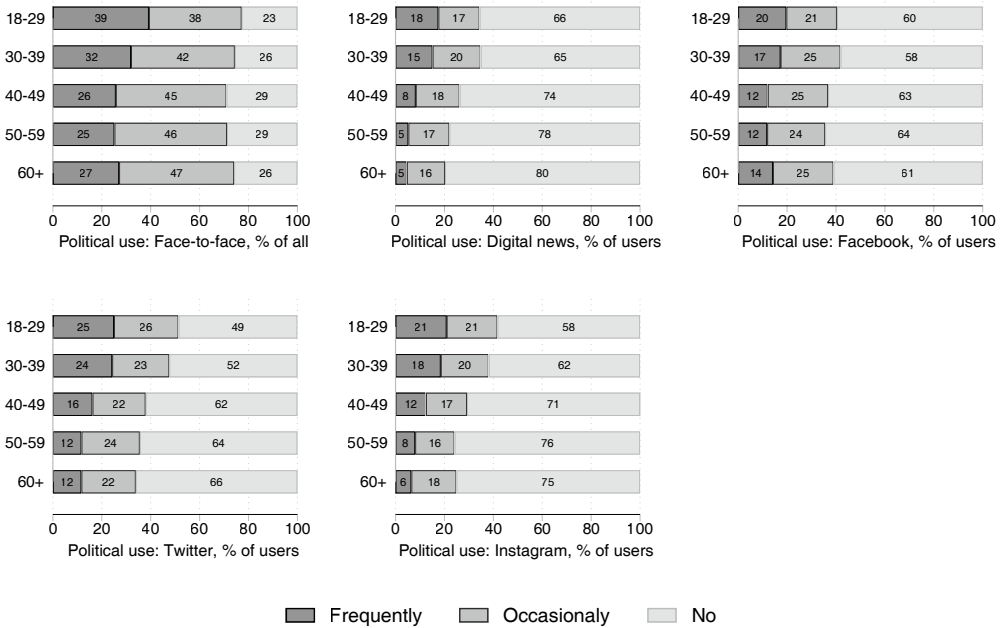 18-29 39 38 23
30-39 32 42 26
40-49 26 45 29
50-59 25 46 29
60+ 27 47 26
0 20 40 60 80 100
Political use: Face-to-face, % of all
18-29 18 17 66
30-39 15 20 65
40-49 8 18 74
50-59 5 17 78
60+ 5 16 80
0 20 40 60 80 100
Political use: Digital news, % of users
18-29 20 21 60
30-39 17 25 58
40-49 12 25 63
50-59 12 24 64
60+ 14 25 61
0 20 40 60 80 100
Political use: Facebook, % of users
18-29 25 26 49
30-39 24 23 52
40-49 16 22 62
50-59 12 24 64
60+ 12 22 66
0 20 40 60 80 100
Political use: Twitter, % of users
18-29 21 21 58
30-39 18 20 62
40-49 12 17 71
50-59 8 16 76
60+ 6 18 75
0 20 40 60 80 100
Political use: Instagram, % of users
Frequently Occasionaly No